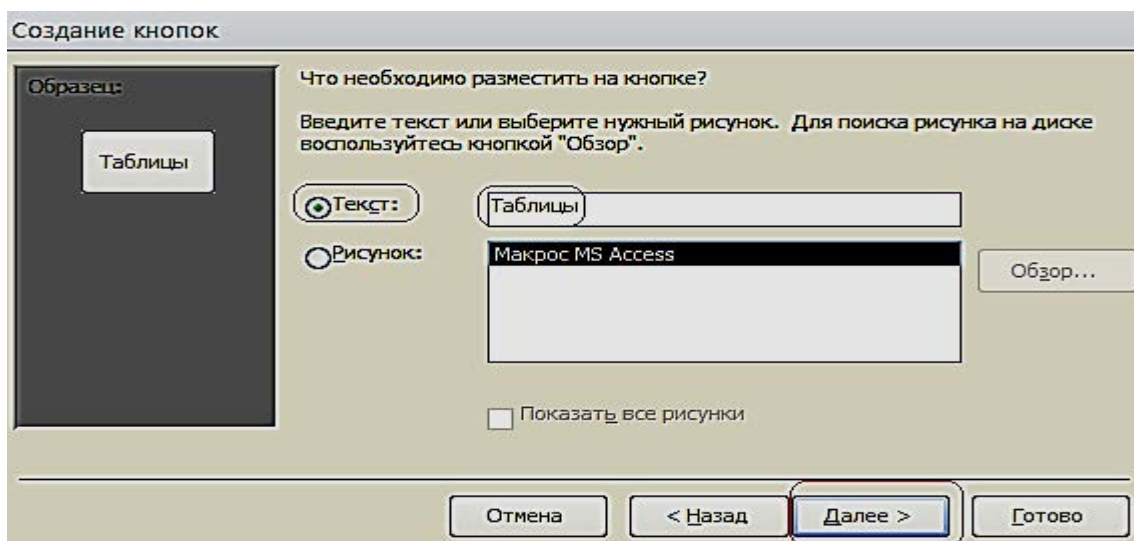 Создание кнопок
Образец:
Таблицы
Что необходимо разместить на кнопке?
Введите текст или выберите нужный рисунок. Для поиска рисунка на диске
воспользуйтесь кнопкой "Обзор".
Текст:
Таблицы
Рисунок:
Макрос MS Access
Обзор...
Показать все рисунки
Отмена
< Назад
Далее >
Готово